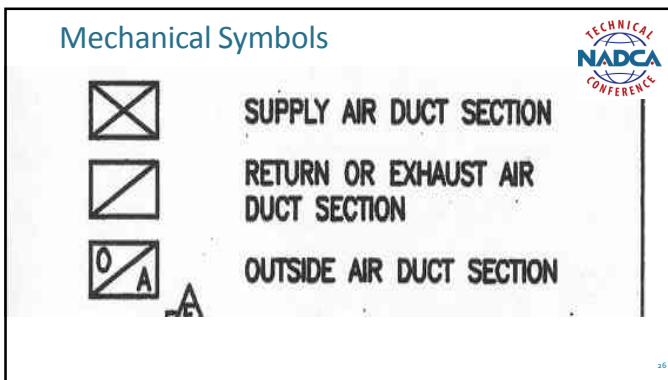 Mechanical Symbols
TECHNICAL
NADCA
CONFERENCE
SUPPLY AIR DUCT SECTION
RETURN OR EXHAUST AIR
DUCT SECTION
O/A
OUTSIDE AIR DUCT SECTION
26